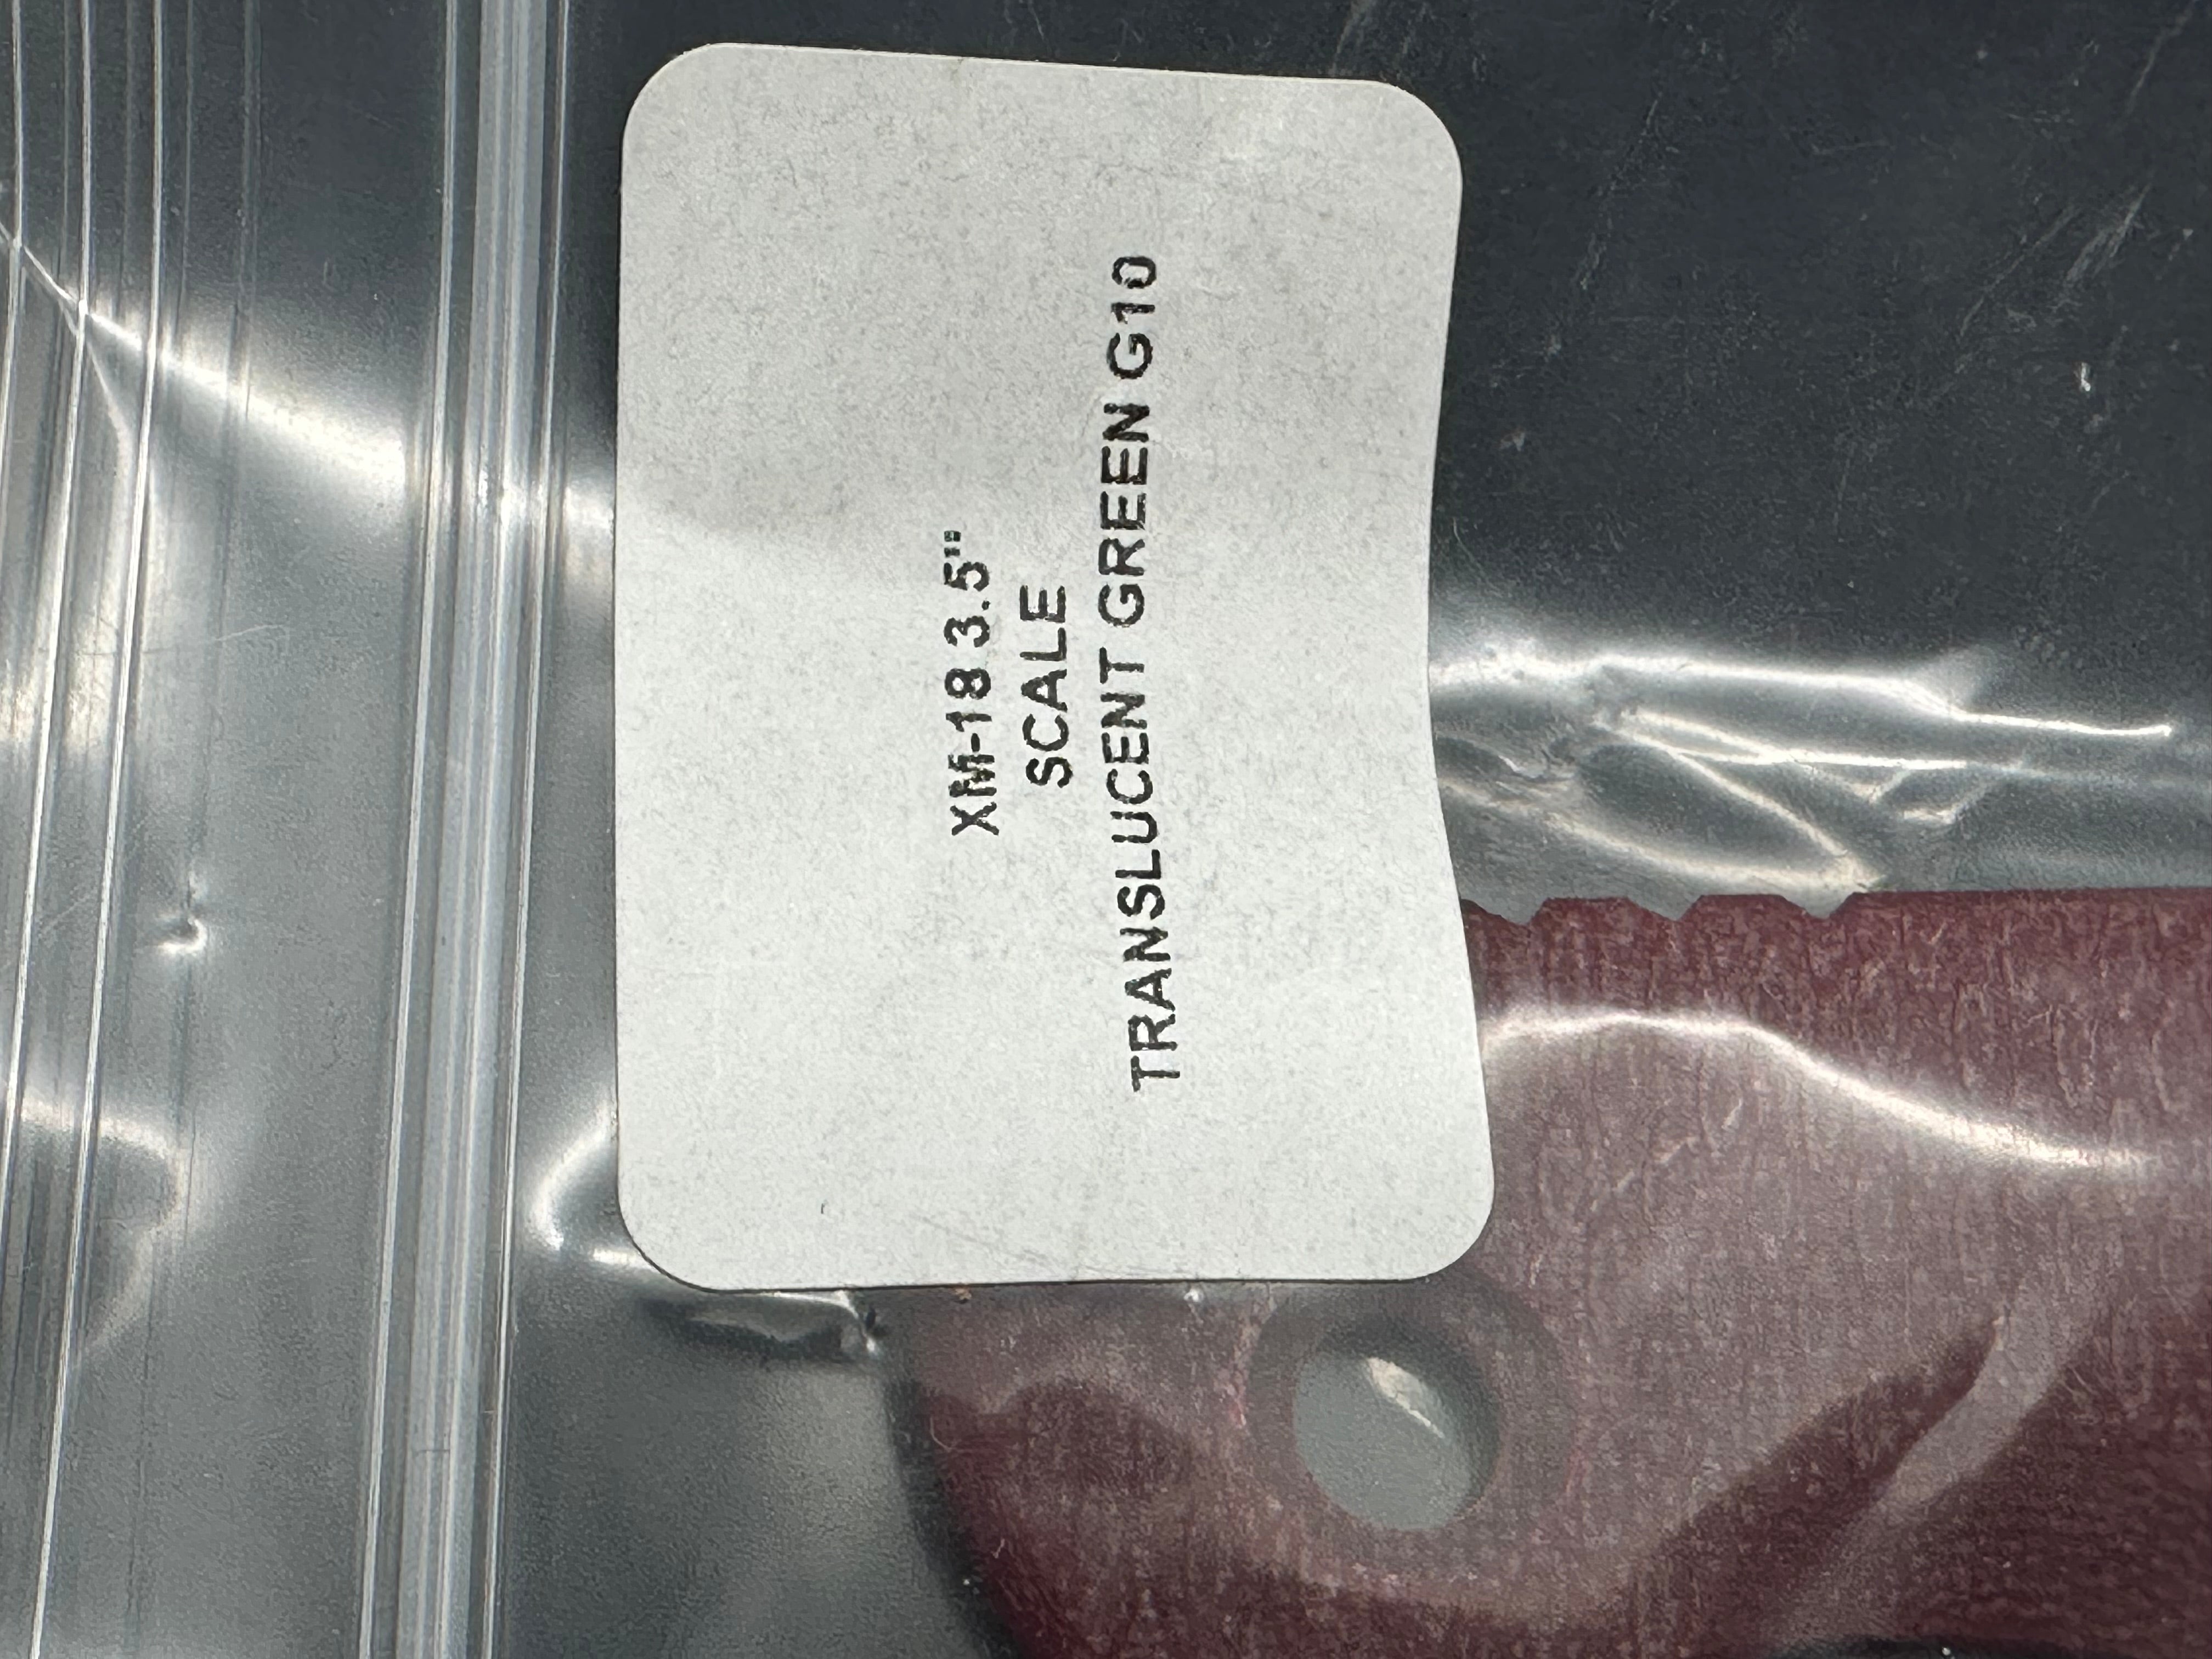 XM-18 3.5"
SCALE
TRANSLUCENT GREEN G10